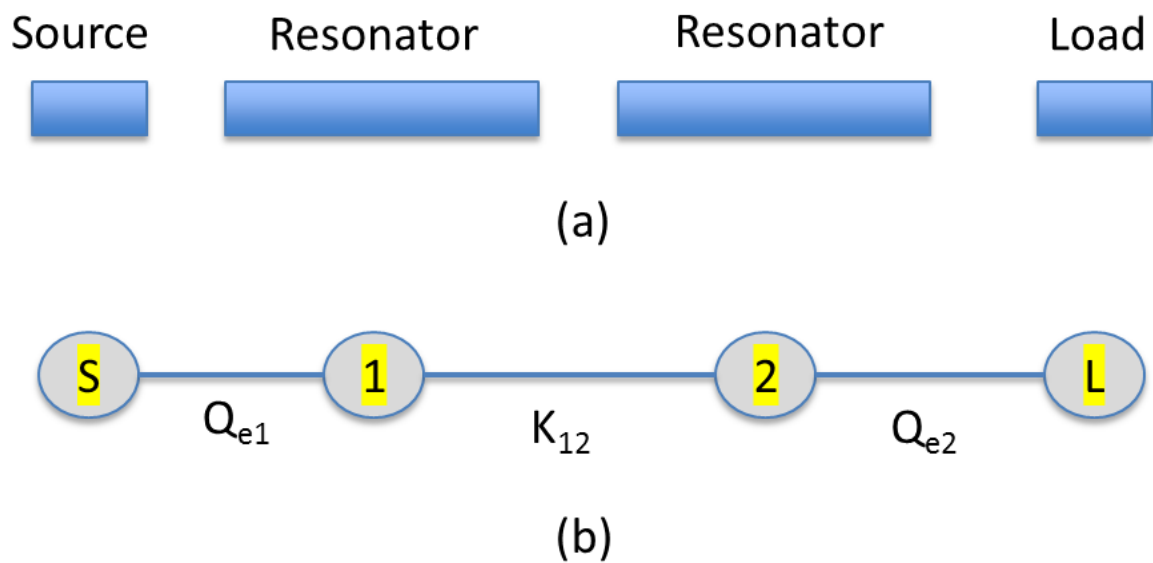 Source Resonator Resonator Load
(a)
S 1 2 L
Qe1 K12 Qe2
(b)